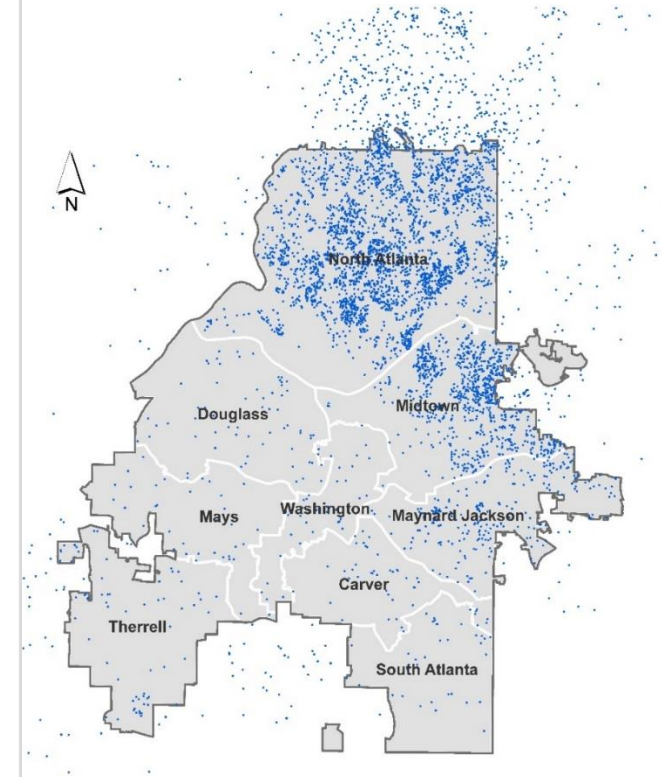 N
North Atlanta
Douglass
Midtown
Mays
Washington
Maynard Jackson
Carver
Therrell
South Atlanta